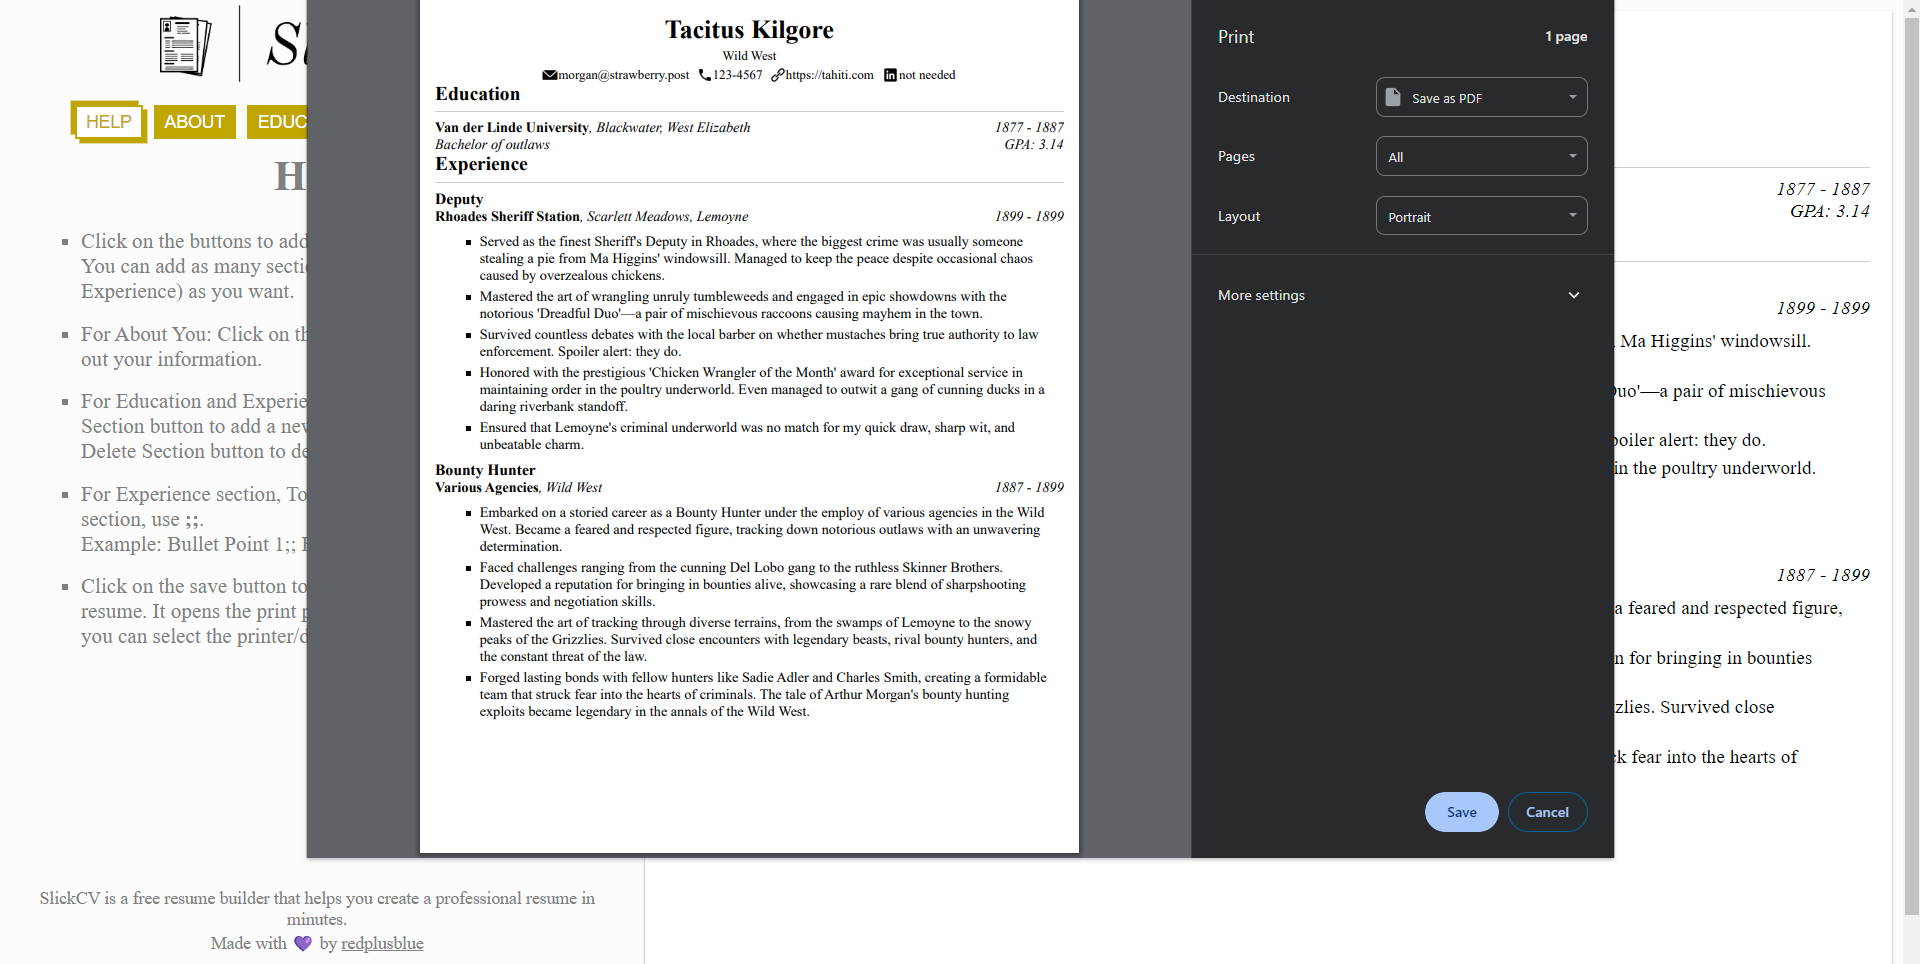 HELP
ABOUT
EDUC
H
Click on the buttons to add
You can add as many secti
Experience) as you want.
For About You: Click on th
out your information.
For Education and Experie
Section button to add a new
Delete Section button to de
For Experience section, To
section, use ;;.
Example: Bullet Point 1;;
Click on the save button to
resume. It opens the print p
you can select the printer/d
SlickCV is a free resume builder that helps you create a professional resume in
minutes.
Made with 💜 by redplusblue
Tacitus Kilgore
Wild West
morgan@strawberry.post 123-4567 https://tahiti.com not needed
Education
Van der Linde University, Blackwater, West Elizabeth 1877 - 1887
Bachelor of outlaws GPA: 3.14
Experience
Deputy
Rhoades Sheriff Station, Scarlett Meadows, Lemoyne 1899 - 1899
Served as the finest Sheriff's Deputy in Rhoades, where the biggest crime was usually someone
stealing a pie from Ma Higgins' windowsill. Managed to keep the peace despite occasional chaos
caused by overzealous chickens.
Mastered the art of wrangling unruly tumbleweeds and engaged in epic showdowns with the
notorious 'Dreadful Duo'—a pair of mischievous raccoons causing mayhem in the town.
Survived countless debates with the local barber on whether mustaches bring true authority to law
enforcement. Spoiler alert: they do.
Honored with the prestigious 'Chicken Wrangler of the Month' award for exceptional service in
maintaining order in the poultry underworld. Even managed to outwit a gang of cunning ducks in a
daring riverbank standoff.
Ensured that Lemoyne's criminal underworld was no match for my quick draw, sharp wit, and
unbeatable charm.
Bounty Hunter
Various Agencies, Wild West 1887 - 1899
Embarked on a storied career as a Bounty Hunter under the employ of various agencies in the Wild
West. Became a feared and respected figure, tracking down notorious outlaws with an unwavering
determination.
Faced challenges ranging from the cunning Del Lobo gang to the ruthless Skinner Brothers.
Developed a reputation for bringing in bounties alive, showcasing a rare blend of sharpshooting
prowess and negotiation skills.
Mastered the art of tracking through diverse terrains, from the swamps of Lemoyne to the snowy
peaks of the Grizzlies. Survived close encounters with legendary beasts, rival bounty hunters, and
the constant threat of the law.
Forged lasting bonds with fellow hunters like Sadie Adler and Charles Smith, creating a formidable
team that struck fear into the hearts of criminals. The tale of Arthur Morgan's bounty hunting
exploits became legendary in the annals of the Wild West.
Print 1 page
Destination Save as PDF
Pages All
Layout Portrait
More settings
Save Cancel
1877 - 1887
GPA: 3.14
1899 - 1899
Ma Higgins' windowsill.
Duo'—a pair of mischievous
poiler alert: they do.
in the poultry underworld.
1887 - 1899
a feared and respected figure,
n for bringing in bounties
zlies. Survived close
ck fear into the hearts of